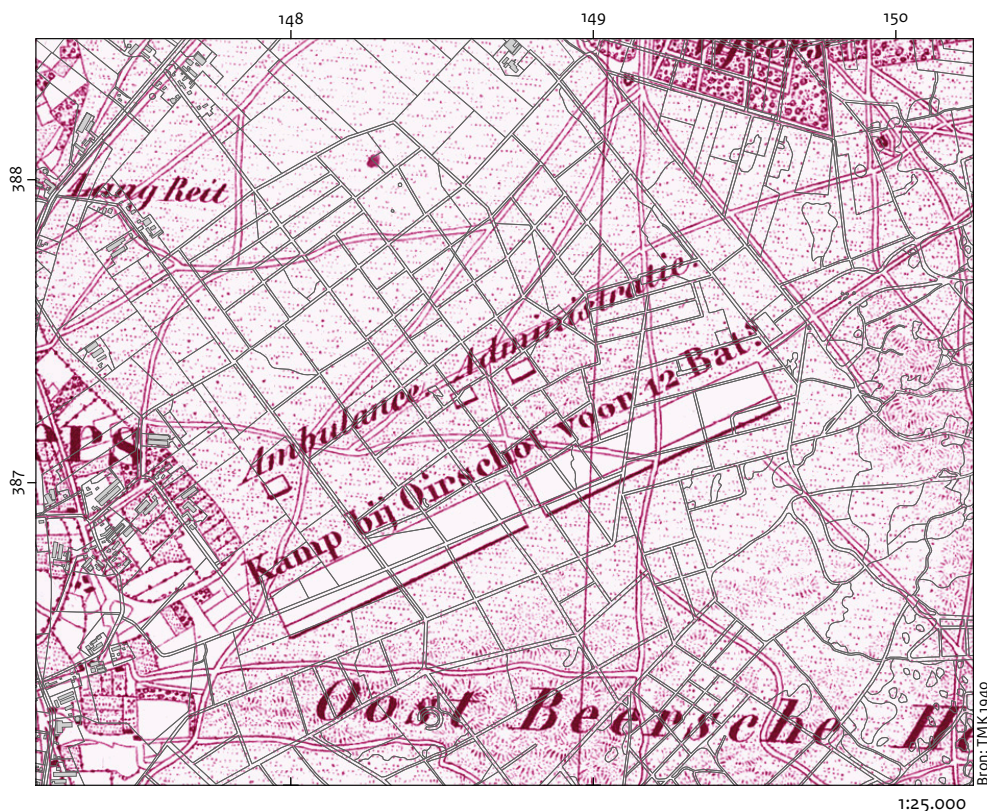 148 149 150
388
Lang Reit
Ambulance. Administratie.
Kamp bij Oirschot voor 12 Bat.s
ers
387
Oost Beersche H
Bron: TMK
1:25.000